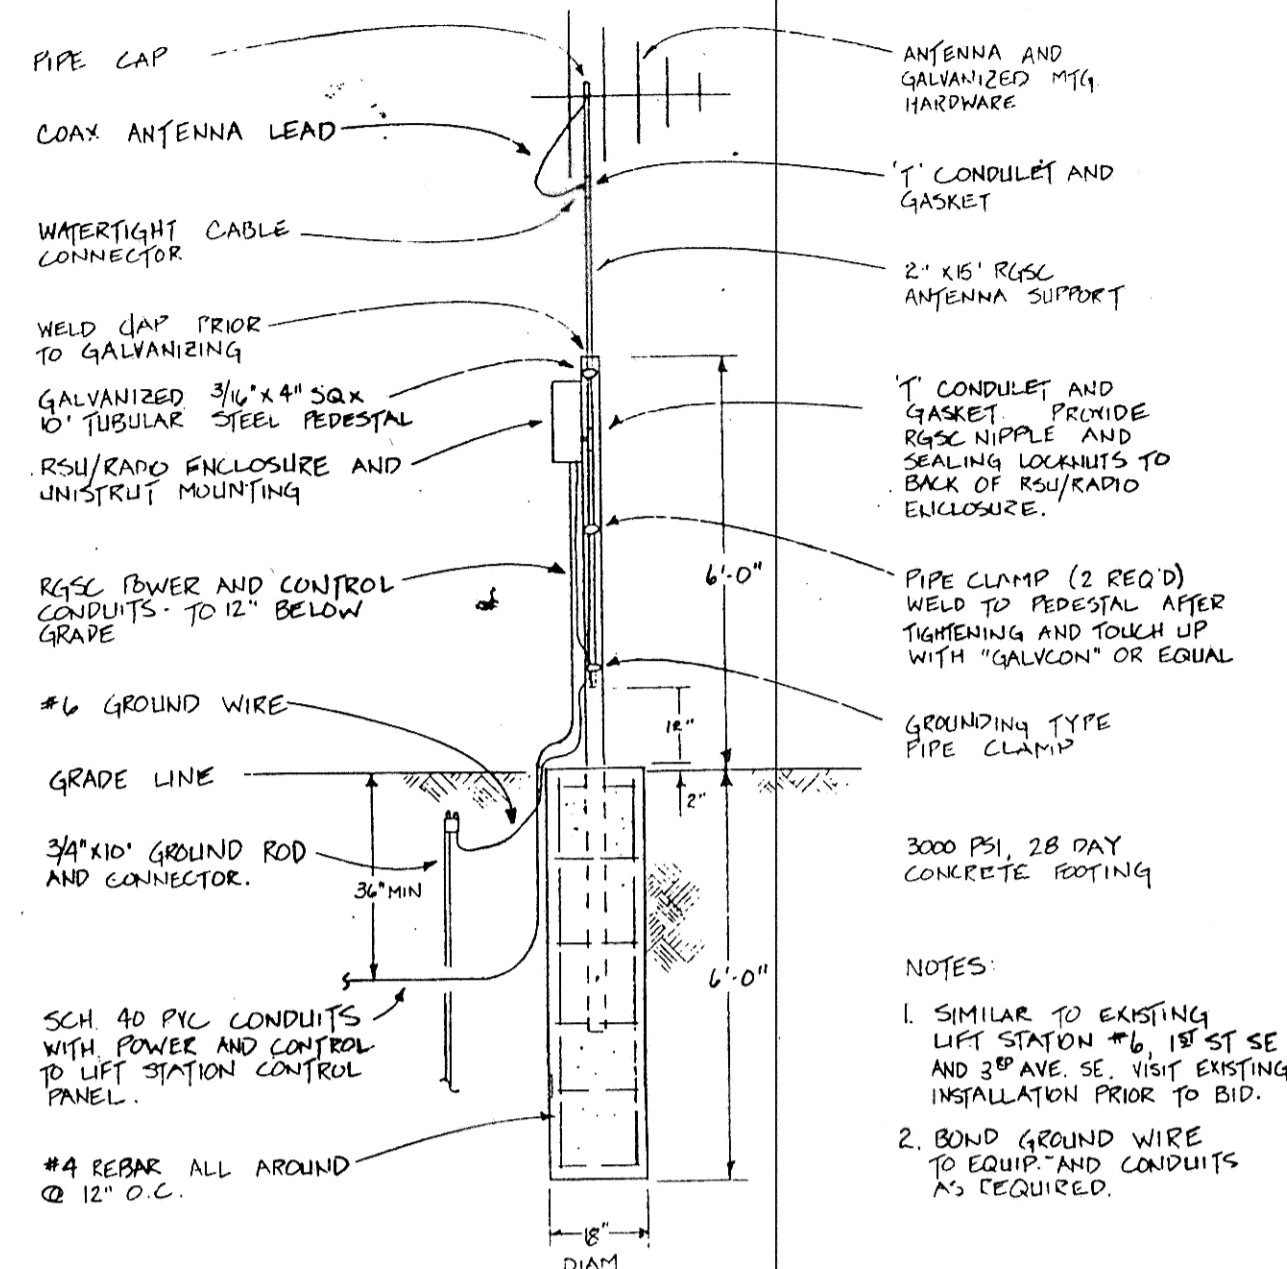 PIPE CAP
COAX ANTENNA LEAD
WATERTIGHT CABLE
CONNECTOR
WELD CAP PRIOR
TO GALVANIZING
GALVANIZED 3/16" X 4" SQ X
10' TUBULAR STEEL PEDESTAL
RSU/RADIO ENCLOSURE AND
UNISTRUT MOUNTING
RGSC POWER AND CONTROL
CONDUITS - TO 12" BELOW
GRADE
#6 GROUND WIRE
GRADE LINE
3/4"X10' GROUND ROD
AND CONNECTOR.
36" MIN
SCH. 40 PVC CONDUITS
WITH POWER AND CONTROL
TO LIFT STATION CONTROL
PANEL.
#4 REBAR ALL AROUND
@ 12" O.C.
6'-0"
12"
2"
6'-0"
18"
DIAM
ANTENNA AND
GALVANIZED MTG.
HARDWARE
'T' CONDULET AND
GASKET
2" X15' RGSC
ANTENNA SUPPORT
'T' CONDULET AND
GASKET. PROVIDE
RGSC NIPPLE AND
SEALING LOCKNUTS TO
BACK OF RSU/RADIO
ENCLOSURE.
PIPE CLAMP (2 REQ'D)
WELD TO PEDESTAL AFTER
TIGHTENING AND TOUCH UP
WITH "GALVCON" OR EQUAL
GROUNDING TYPE
PIPE CLAMP
3000 PSI, 28 DAY
CONCRETE FOOTING
NOTES:
1. SIMILAR TO EXISTING
LIFT STATION #6, 1ST ST SE
AND 3RD AVE. SE. VISIT EXISTING
INSTALLATION PRIOR TO BID.
2. BOND GROUND WIRE
TO EQUIP. AND CONDUITS
AS REQUIRED.